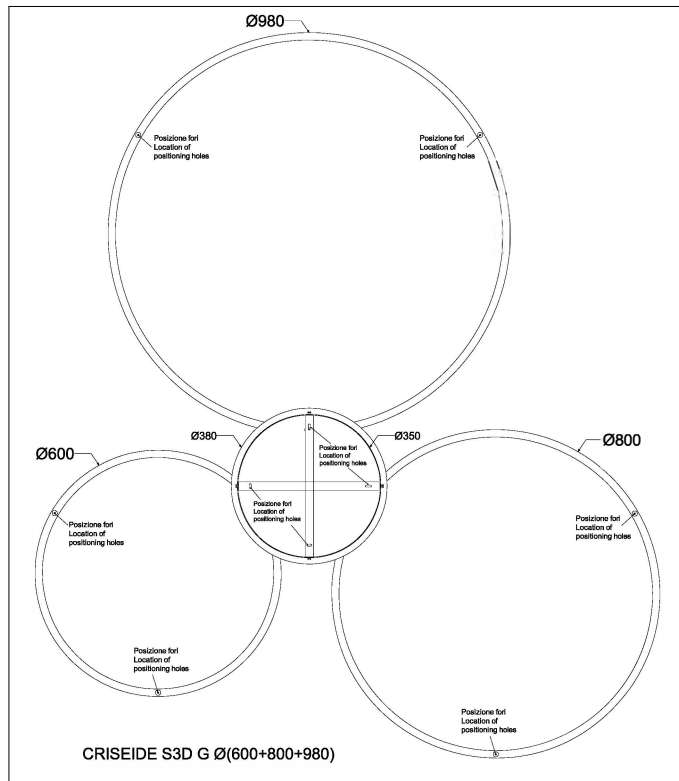 Ø980
Posizione fori
Location of
positioning holes
Posizione fori
Location of
positioning holes
Ø380
Ø350
Ø600
Ø800
Posizione fori
Location of
positioning holes
Posizione fori
Location of
positioning holes
Posizione fori
Location of
positioning holes
Posizione fori
Location of
positioning holes
Posizione fori
Location of
positioning holes
Posizione fori
Location of
positioning holes
CRISEIDE S3D G Ø(600+800+980)